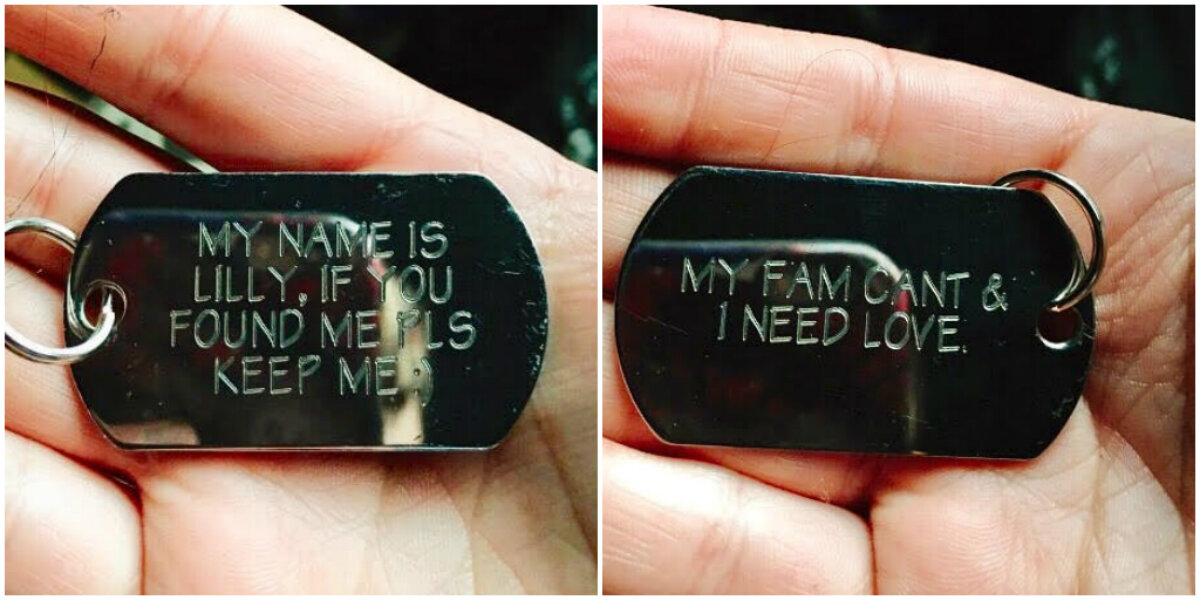 MY NAME IS
LILLY, IF YOU
FOUND ME PLS
KEEP ME :)
MY FAM CANT &
I NEED LOVE.